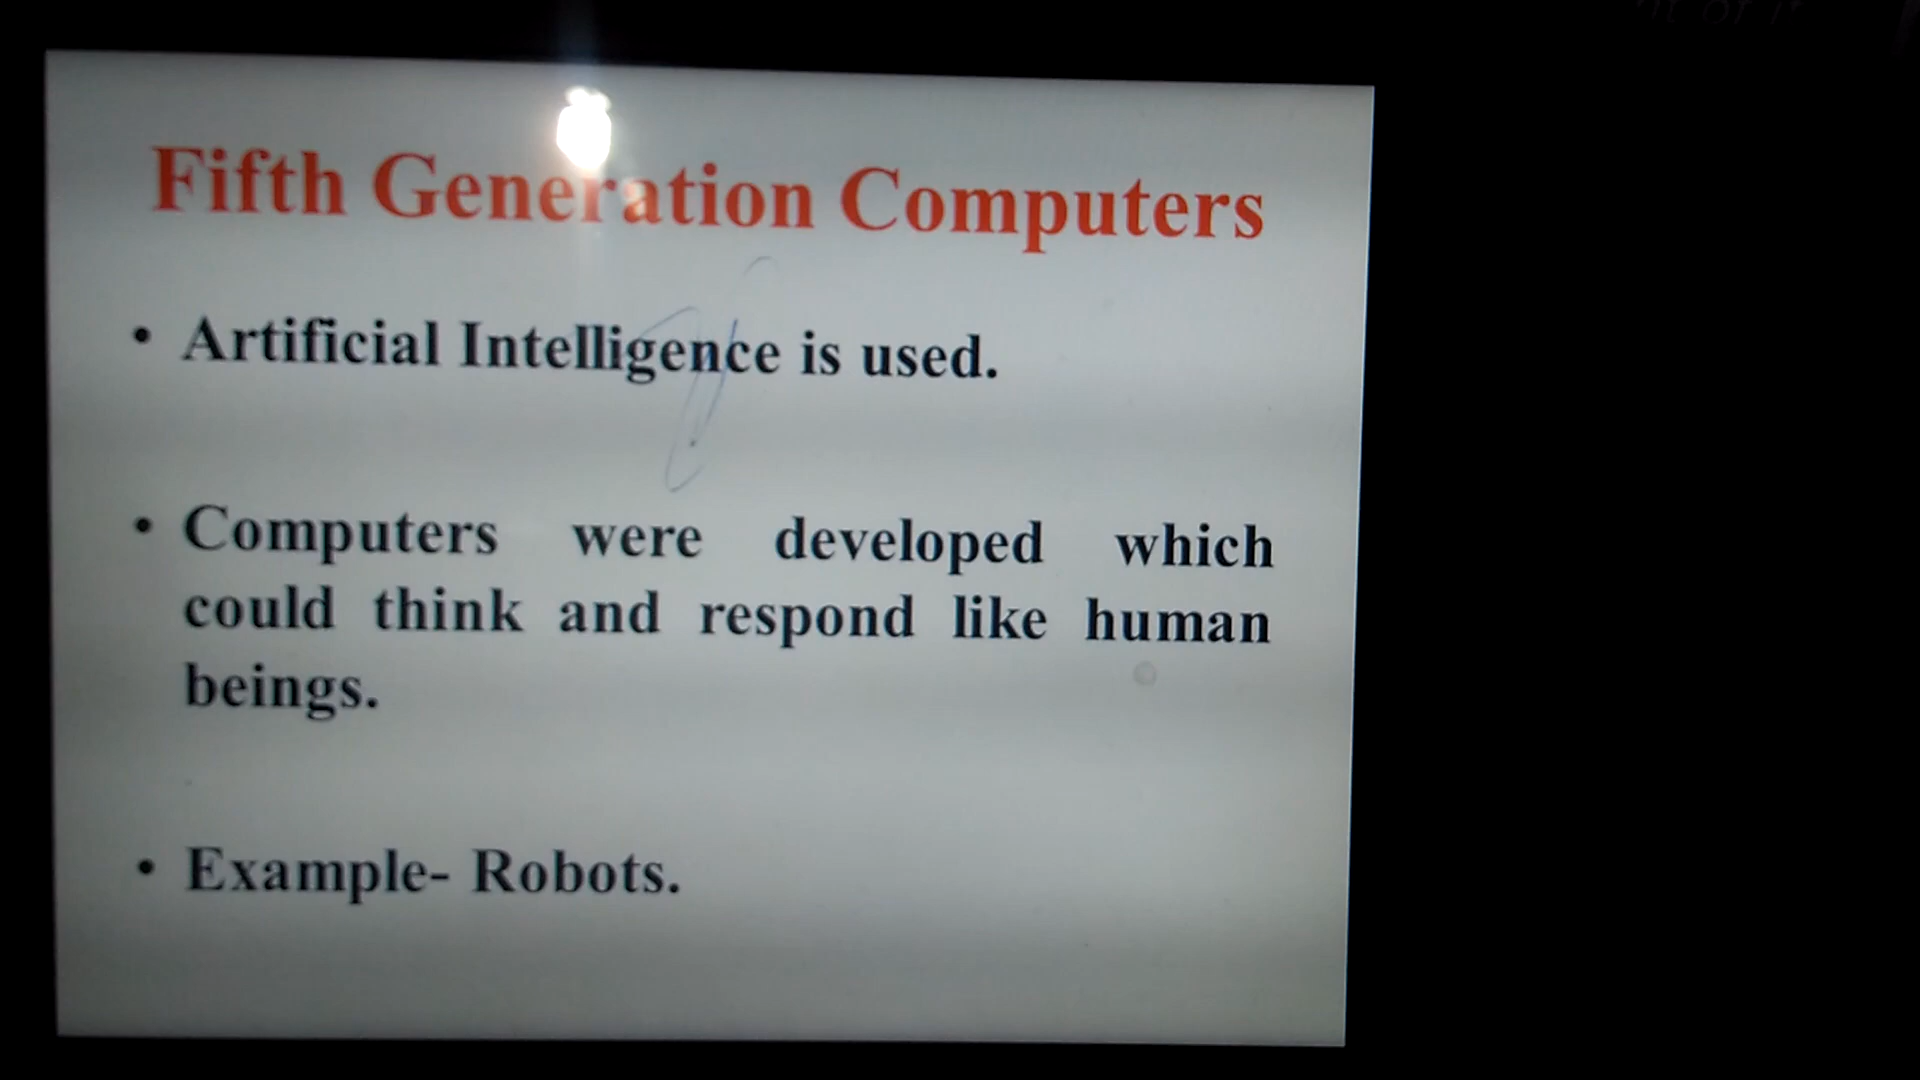 Fifth Generation Computers
• Artificial Intelligence is used.
• Computers were developed which
could think and respond like human
beings.
• Example- Robots.